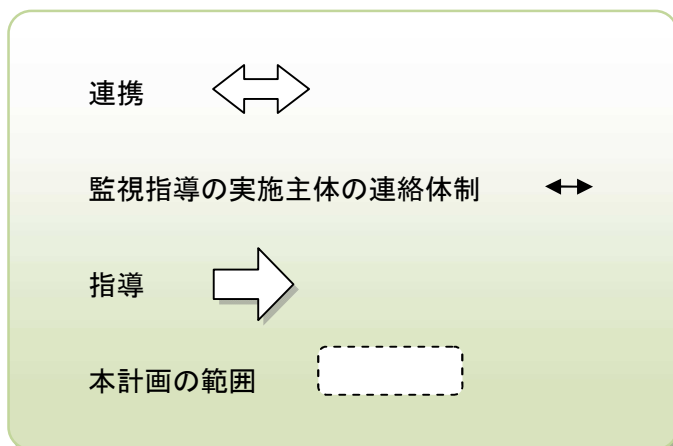 連携
監視指導の実施主体の連絡体制
指導
本計画の範囲